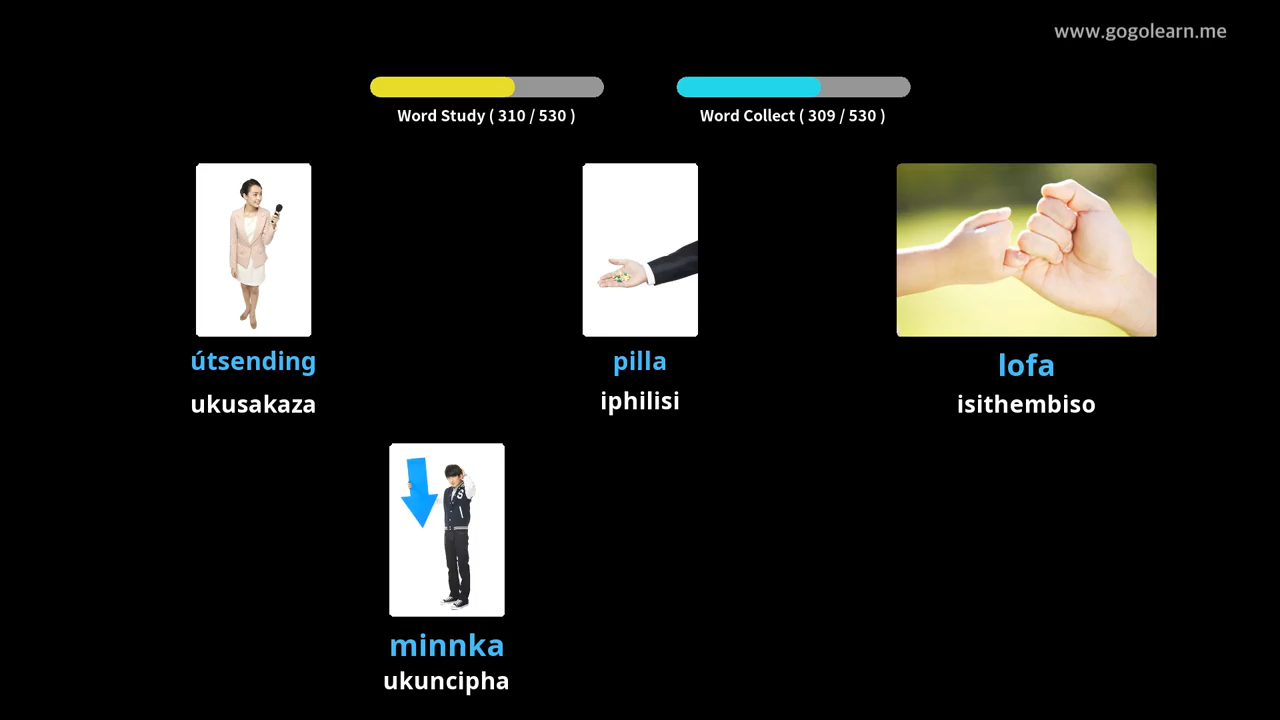 www.gogolearn.me
Word Study ( 310 / 530 )
Word Collect ( 309 / 530 )
útsending
ukusakaza
pilla
iphilisi
lofa
isithembiso
minnka
ukuncipha